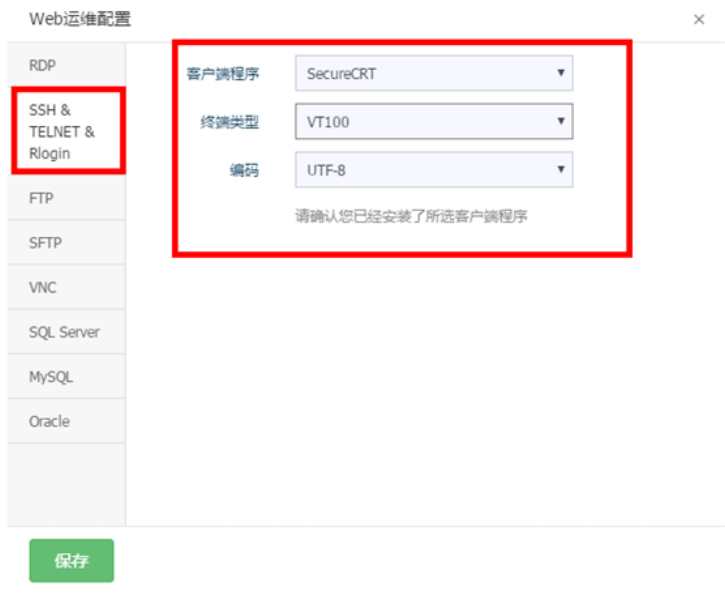 Web运维配置
RDP
SSH &
TELNET &
Rlogin
FTP
SFTP
VNC
SQL Server
MySQL
Oracle
客户端程序 SecureCRT
终端类型 VT100
编码 UTF-8
请确认您已经安装了所选客户端程序
保存